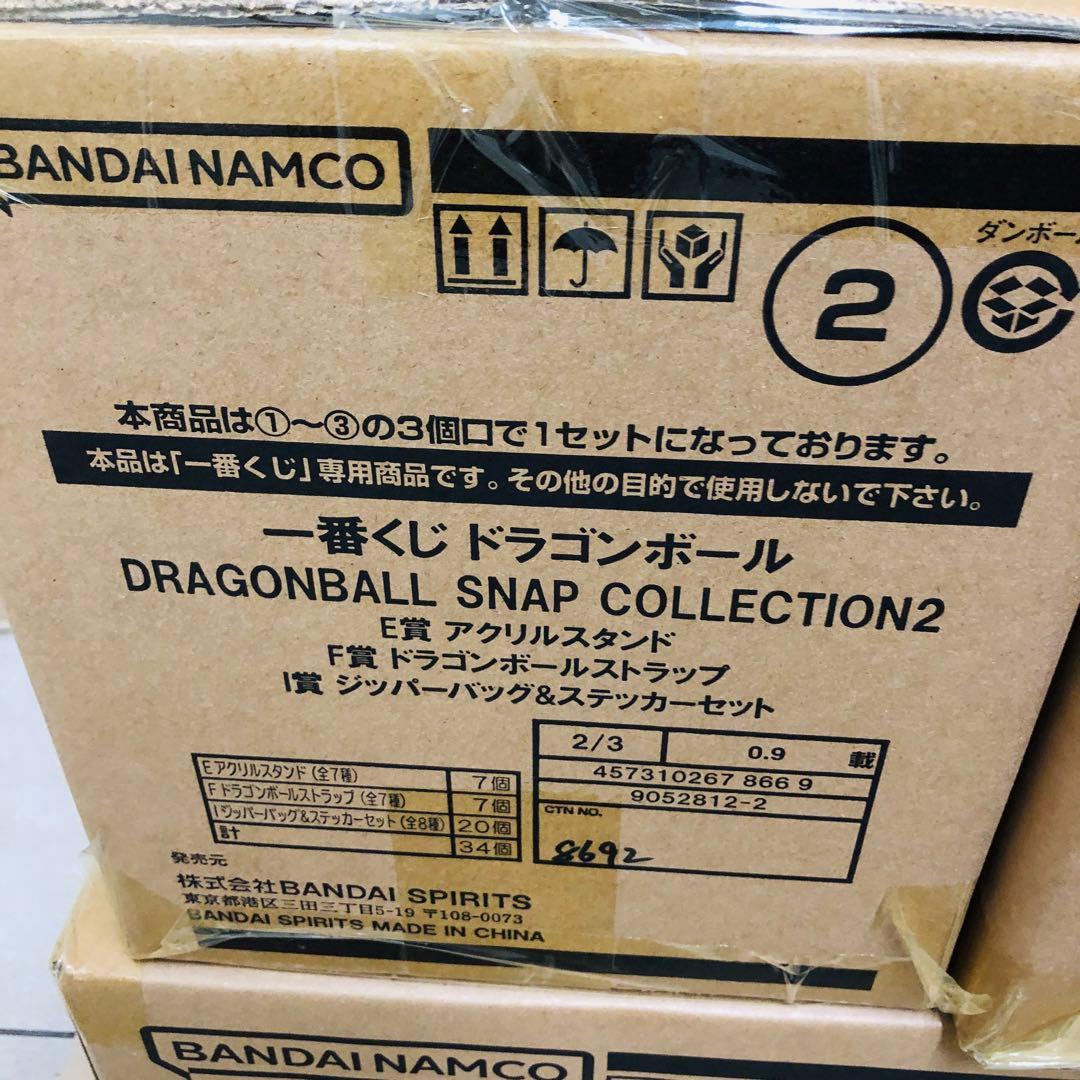 BANDAI NAMCO
2
ダンボール
本商品は①〜③の3個口で1セットになっております。
本品は「一番くじ」専用商品です。その他の目的で使用しないで下さい。
一番くじ ドラゴンボール
DRAGONBALL SNAP COLLECTION2
E賞 アクリルスタンド
F賞 ドラゴンボールストラップ
I賞 ジッパーバッグ&ステッカーセット
2/3 0.9 載
457310267 866 9
9052812-2
CTN NO.
8692
E アクリルスタンド (全7種) 7個
F ドラゴンボールストラップ (全7種) 7個
I ジッパーバッグ&ステッカーセット (全8種) 20個
計 34個
発売元
株式会社BANDAI SPIRITS
東京都港区三田三丁目5-19 〒108-0073
BANDAI SPIRITS MADE IN CHINA
BANDAI NAMCO